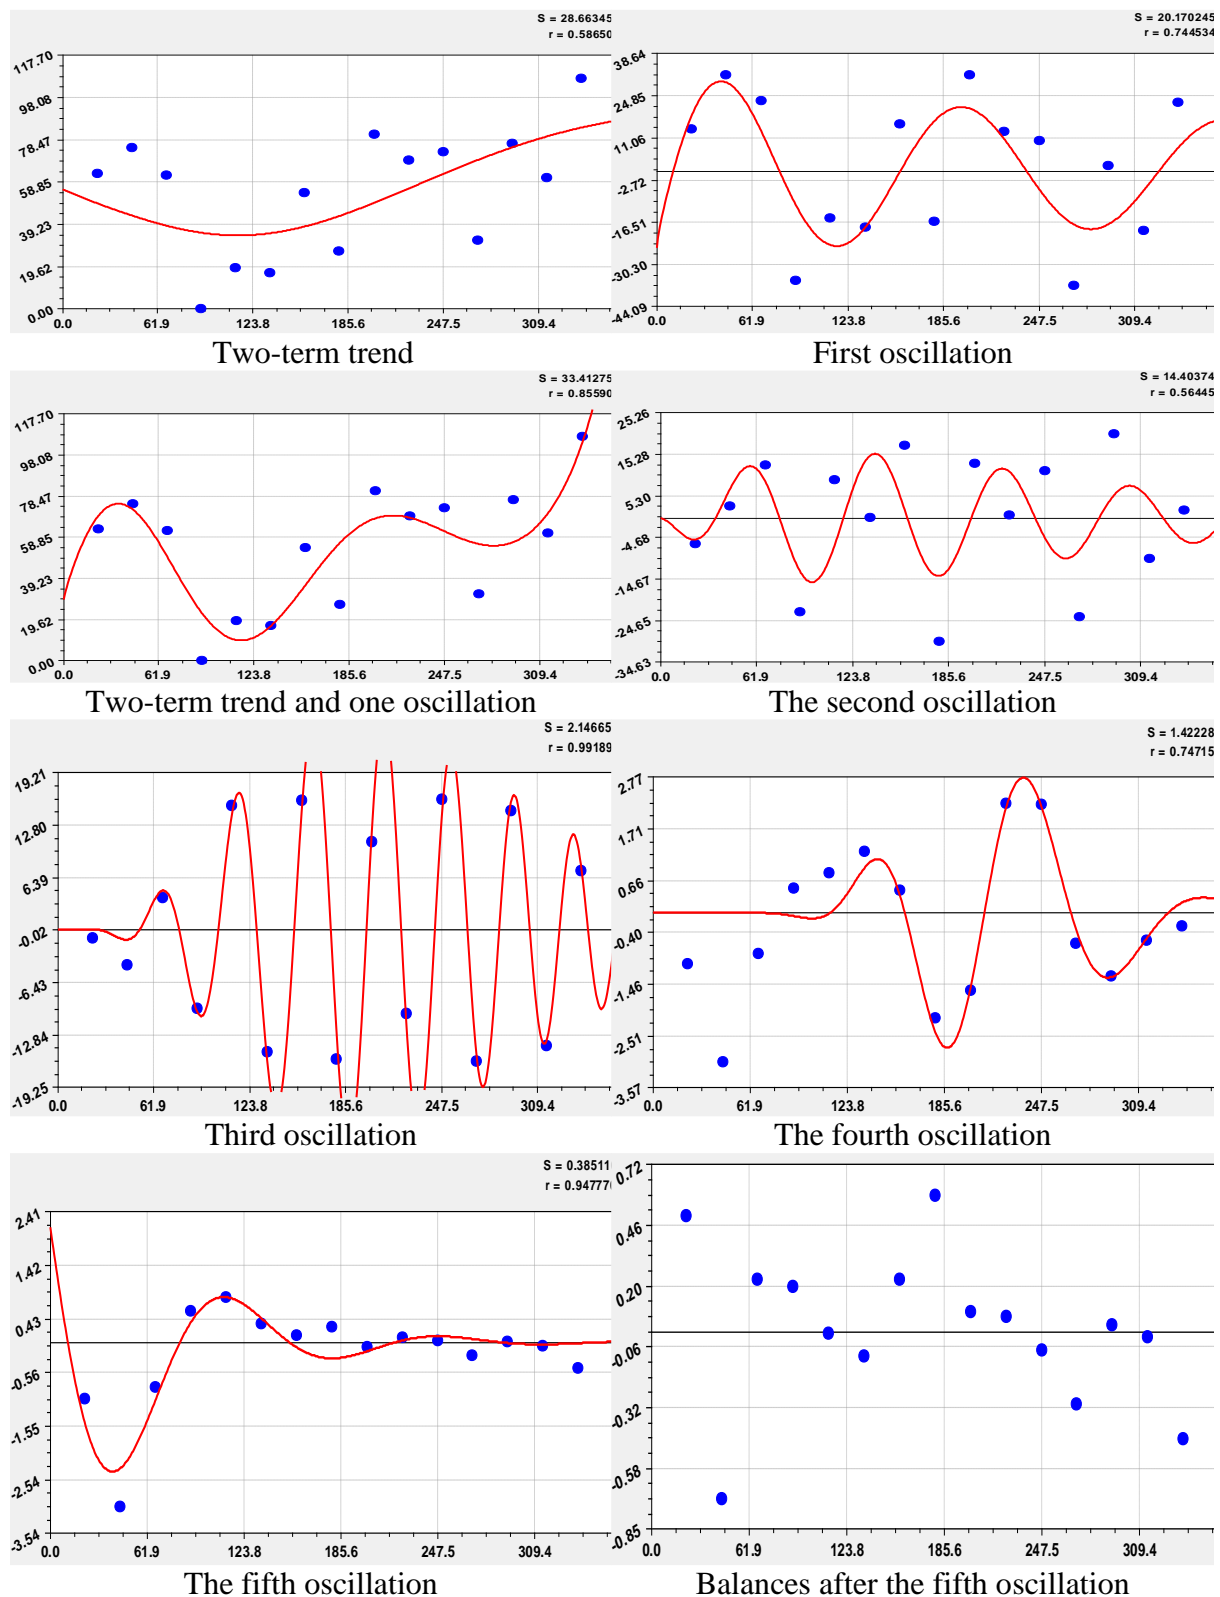 S = 28.66345
r = 0.58650
117.70
98.08
78.47
58.85
39.23
19.62
0.00
0.0 61.9 123.8 185.6 247.5 309.4
Two-term trend
S = 20.170245
r = 0.744534
38.64
24.85
11.06
-2.72
-16.51
-30.30
-44.09
0.0 61.9 123.8 185.6 247.5 309.4
First oscillation
S = 33.41275
r = 0.85590
117.70
98.08
78.47
58.85
39.23
19.62
0.00
0.0 61.9 123.8 185.6 247.5 309.4
Two-term trend and one oscillation
S = 14.40374
r = 0.56445
25.26
15.28
5.30
-4.68
-14.67
-24.65
-34.63
0.0 61.9 123.8 185.6 247.5 309.4
The second oscillation
S = 2.14665
r = 0.99189
19.21
12.80
6.39
-0.02
-6.43
-12.84
-19.25
0.0 61.9 123.8 185.6 247.5 309.4
Third oscillation
S = 1.42228
r = 0.74715
2.77
1.71
0.66
-0.40
-1.46
-2.51
-3.57
0.0 61.9 123.8 185.6 247.5 309.4
The fourth oscillation
S = 0.38511
r = 0.94777
2.41
1.42
0.43
-0.56
-1.55
-2.54
-3.54
0.0 61.9 123.8 185.6 247.5 309.4
The fifth oscillation
0.72
0.46
0.20
-0.06
-0.32
-0.58
-0.85
0.0 61.9 123.8 185.6 247.5 309.4
Balances after the fifth oscillation